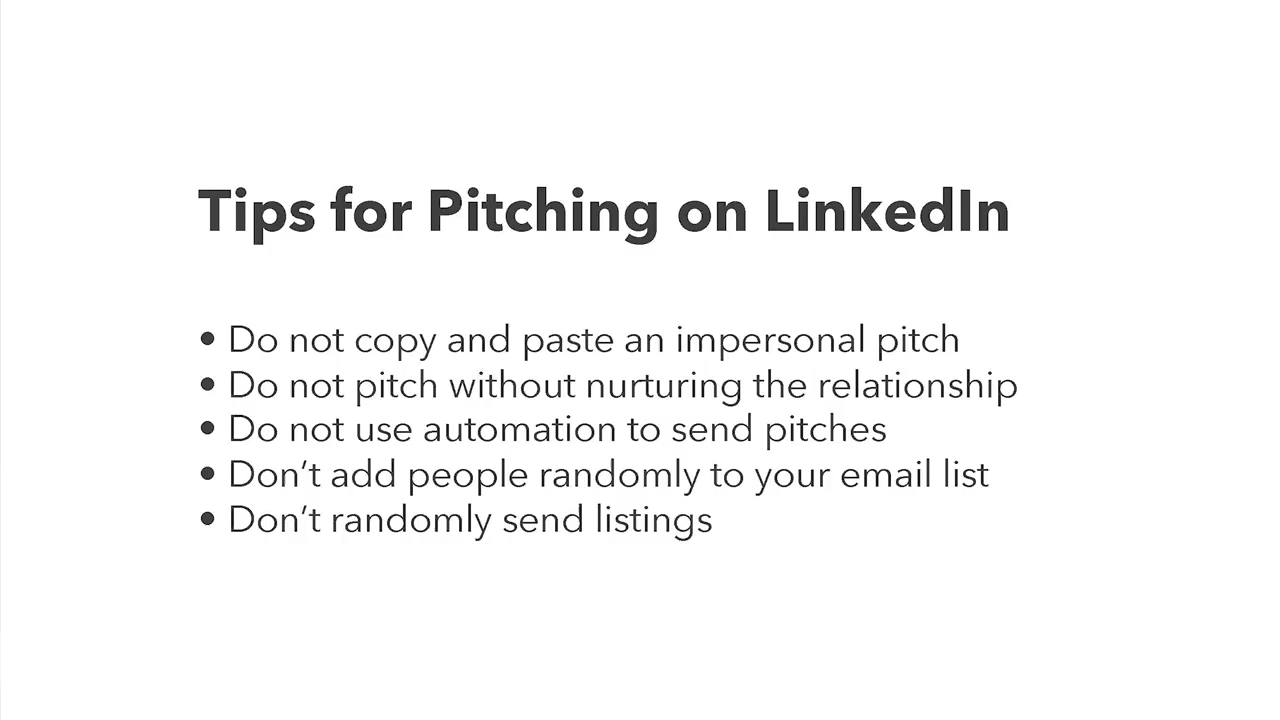 Tips for Pitching on LinkedIn
• Do not copy and paste an impersonal pitch
• Do not pitch without nurturing the relationship
• Do not use automation to send pitches
• Don’t add people randomly to your email list
• Don’t randomly send listings